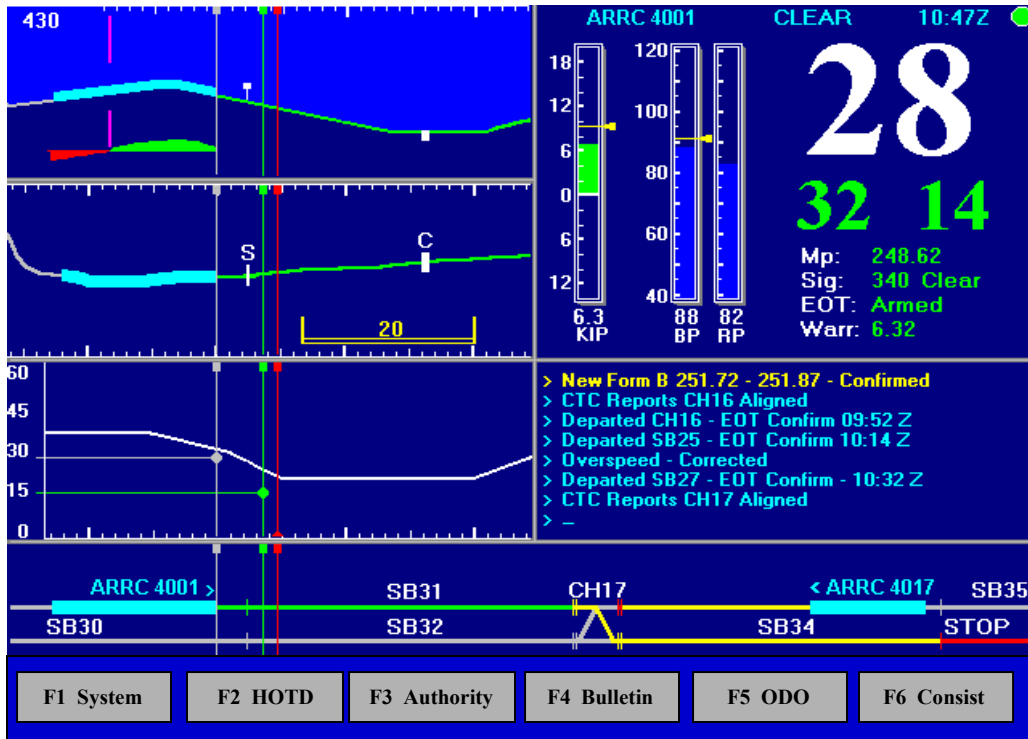 430
S
C
20
60
45
30
15
0
ARRC 4001 CLEAR 10:47Z
18
12
6
0
6
12
6.3
KIP
120
100
80
60
40
88 82
BP RP
28
32 14
Mp: 248.62
Sig: 340 Clear
EOT: Armed
Warr: 6.32
> New Form B 251.72 - 251.87 - Confirmed
> CTC Reports CH16 Aligned
> Departed CH16 - EOT Confirm 09:52 Z
> Departed SB25 - EOT Confirm 10:14 Z
> Overspeed - Corrected
> Departed SB27 - EOT Confirm - 10:32 Z
> CTC Reports CH17 Aligned
> _
ARRC 4001 > SB31 CH17 < ARRC 4017 SB35
SB30 SB32 SB34 STOP
F1 System F2 HOTD F3 Authority F4 Bulletin F5 ODO F6 Consist